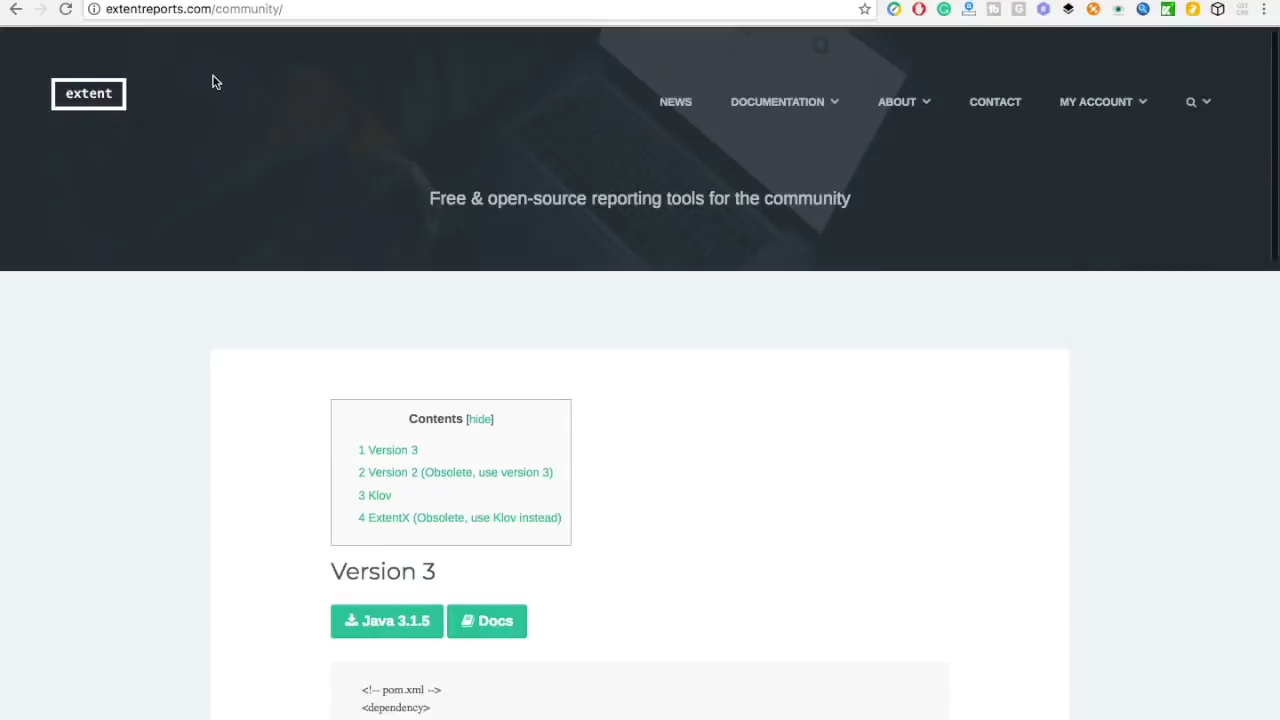 extentreports.com/community/
extent
NEWS DOCUMENTATION ABOUT CONTACT MY ACCOUNT
Free & open-source reporting tools for the community
Contents [hide]
1 Version 3
2 Version 2 (Obsolete, use version 3)
3 Klov
4 ExtentX (Obsolete, use Klov instead)
Version 3
Java 3.1.5 Docs
<!-- pom.xml -->
<dependency>